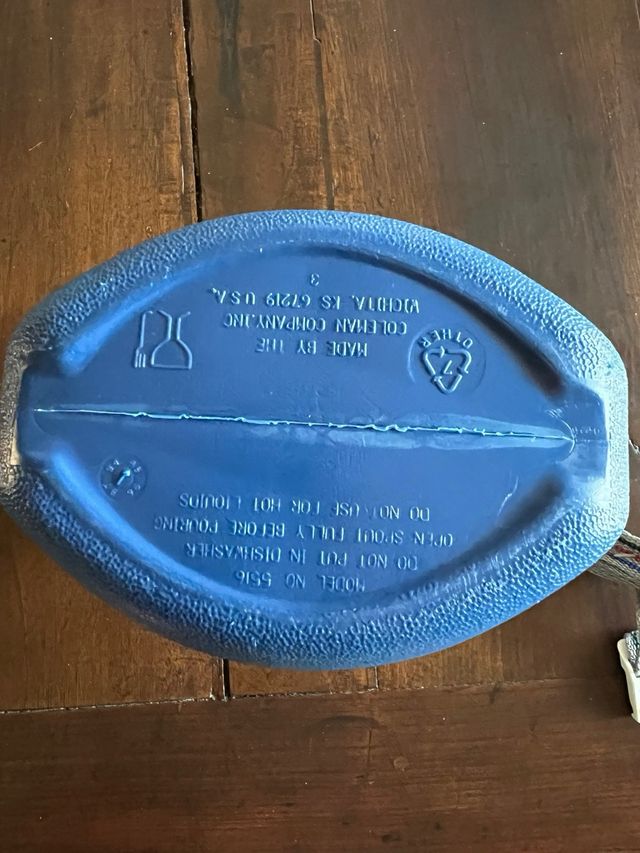 MODEL NO 5516
DO NOT PUT IN DISHWASHER
OPEN SPOUT FULLY BEFORE POURING
DO NOT USE FOR HOT LIQUIDS
7
OTHER
MADE BY THE
COLEMAN COMPANY, INC
WICHITA, KS 67219 U.S.A.
3